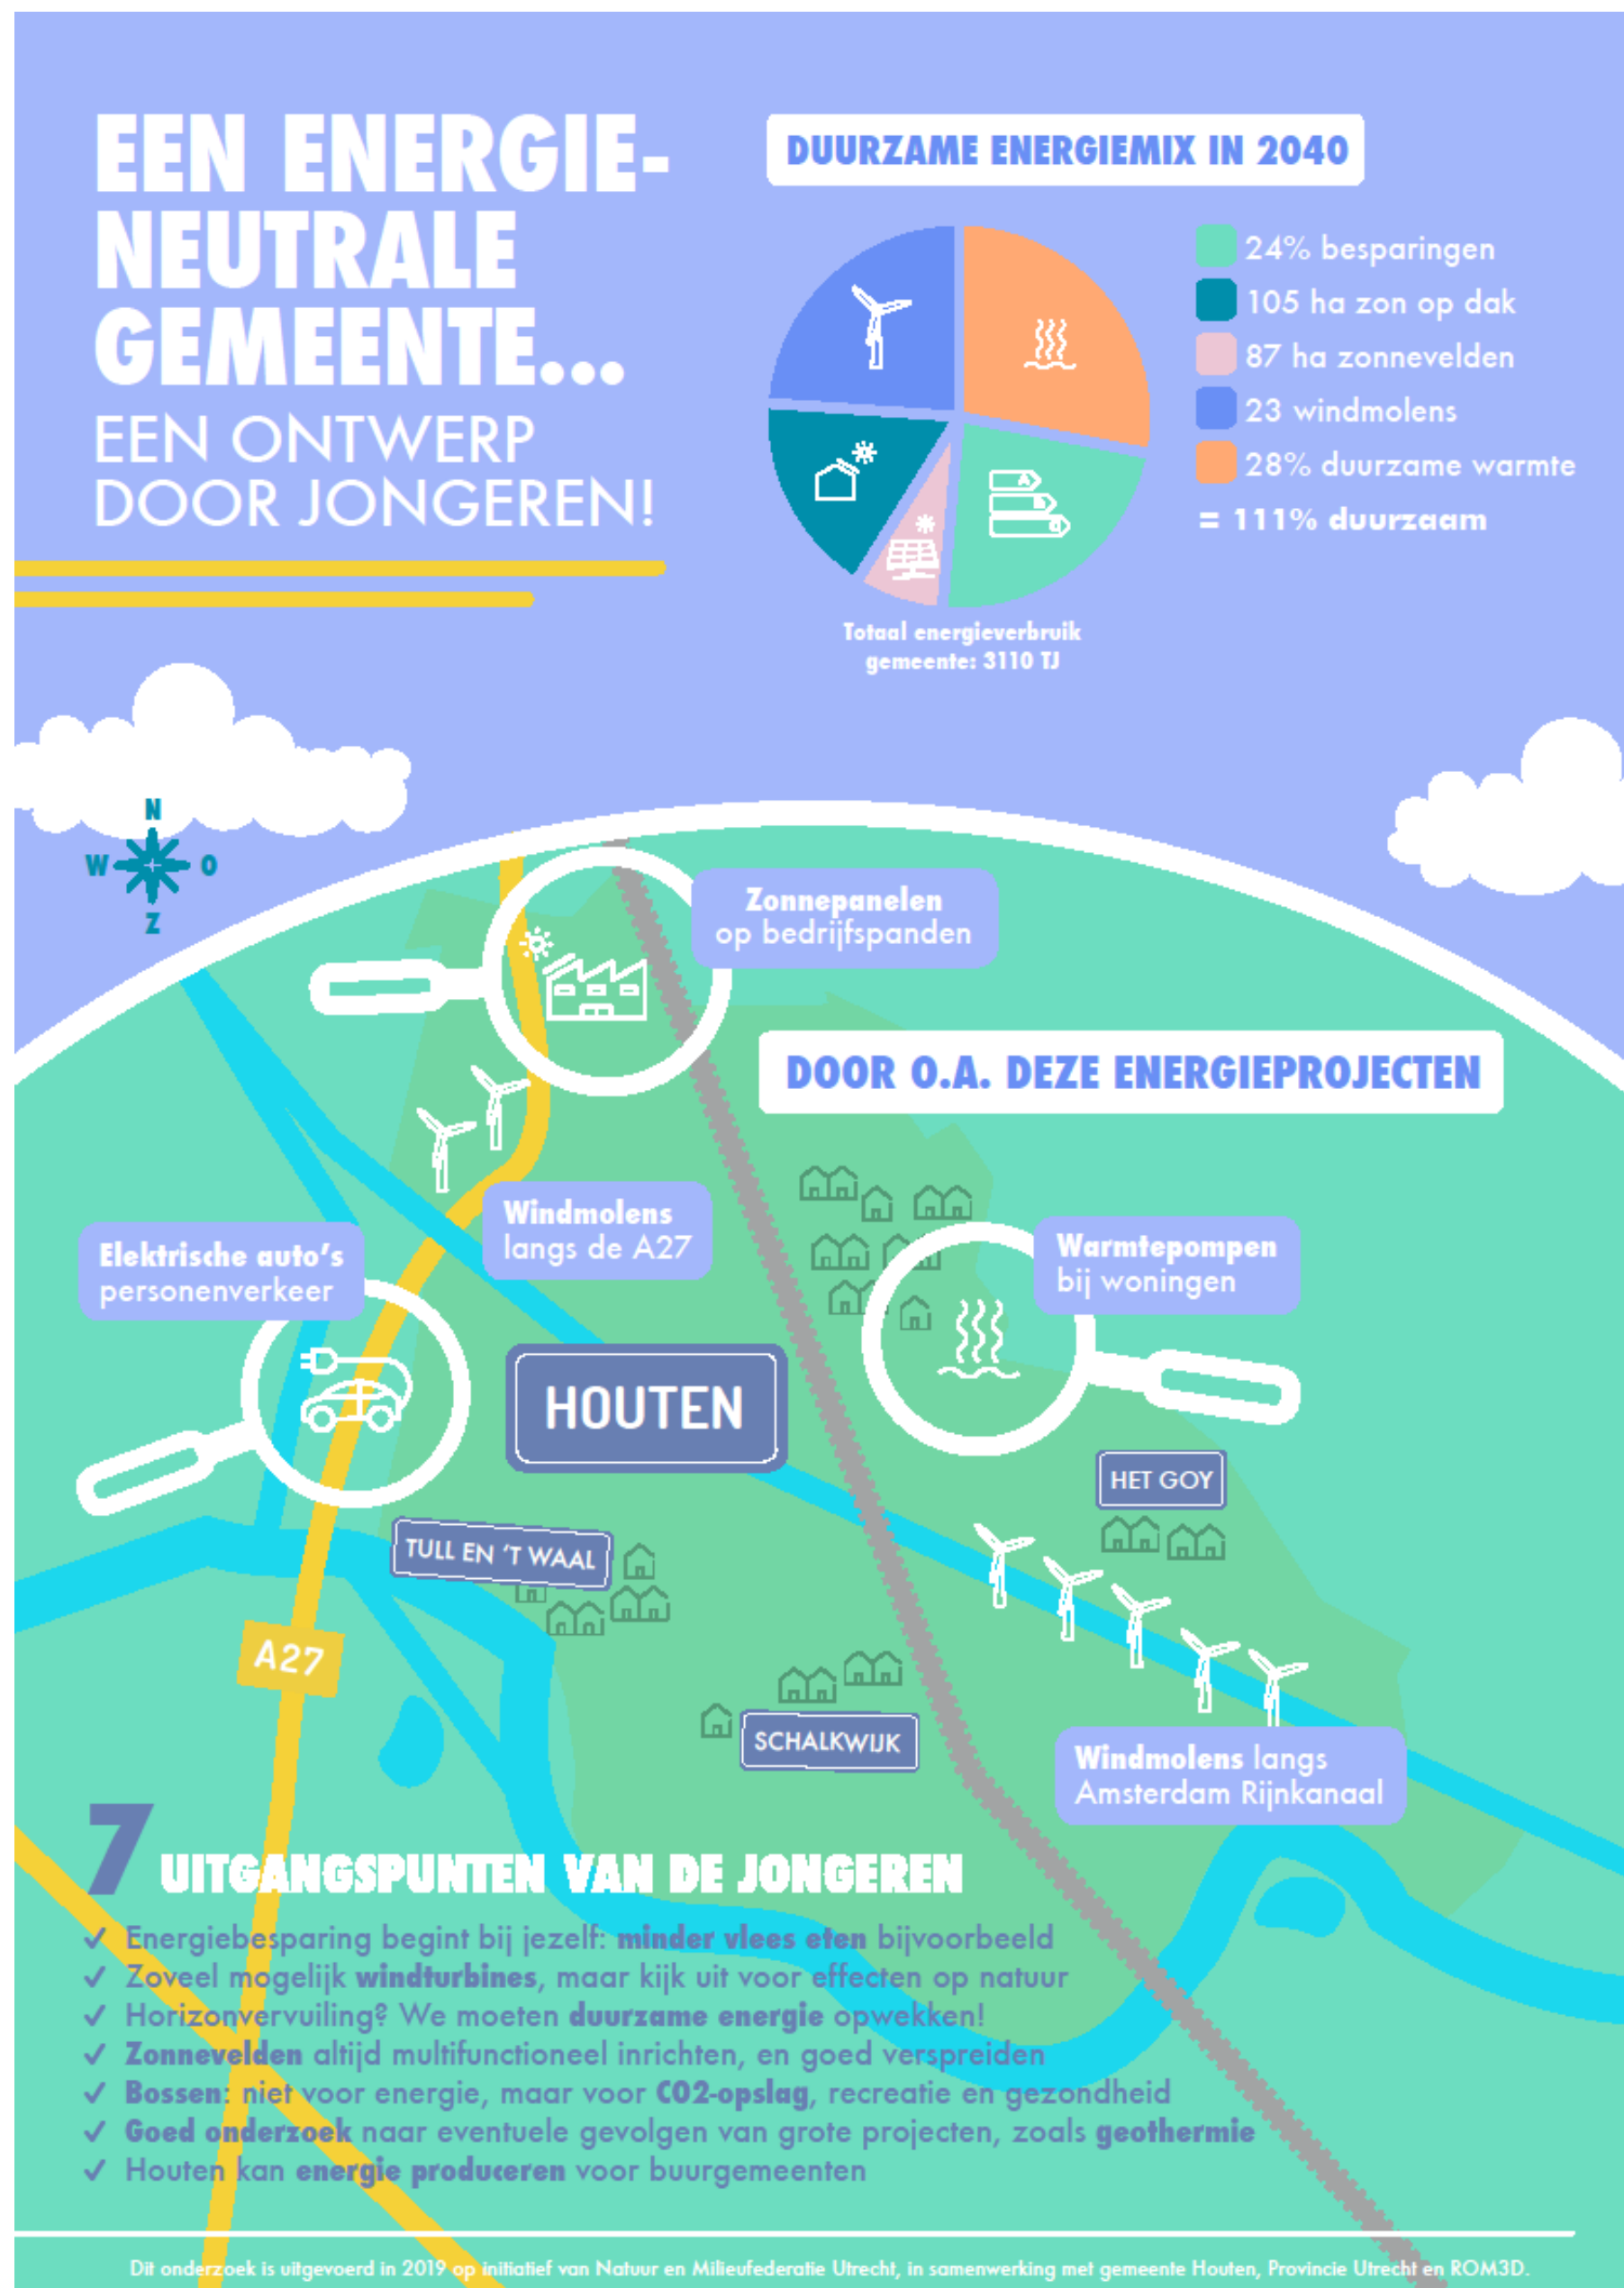 EEN ENERGIE-
NEUTRALE
GEMEENTE...
EEN ONTWERP
DOOR JONGEREN!
DUURZAME ENERGIEMIX IN 2040
24% besparingen
105 ha zon op dak
87 ha zonnevelden
23 windmolens
28% duurzame warmte
= 111% duurzaam
Totaal energieverbruik
gemeente: 3110 TJ
N
W O
Z
Zonnepanelen
op bedrijfspanden
DOOR O.A. DEZE ENERGIEPROJECTEN
Windmolens
langs de A27
Elektrische auto's
personenverkeer
Warmtepompen
bij woningen
HOUTEN
HET GOY
TULL EN 'T WAAL
A27
SCHALKWIJK
Windmolens langs
Amsterdam Rijnkanaal
7 UITGANGSPUNTEN VAN DE JONGEREN
✓ Energiebesparing begint bij jezelf: minder vlees eten bijvoorbeeld
✓ Zoveel mogelijk windturbines, maar kijk uit voor effecten op natuur
✓ Horizonvervuiling? We moeten duurzame energie opwekken!
✓ Zonnevelden altijd multifunctioneel inrichten, en goed verspreiden
✓ Bossen: niet voor energie, maar voor CO2-opslag, recreatie en gezondheid
✓ Goed onderzoek naar eventuele gevolgen van grote projecten, zoals geothermie
✓ Houten kan energie produceren voor buurgemeenten
Dit onderzoek is uitgevoerd in 2019 op initiatief van Natuur en Milieufederatie Utrecht, in samenwerking met gemeente Houten, Provincie Utrecht en ROM3D.